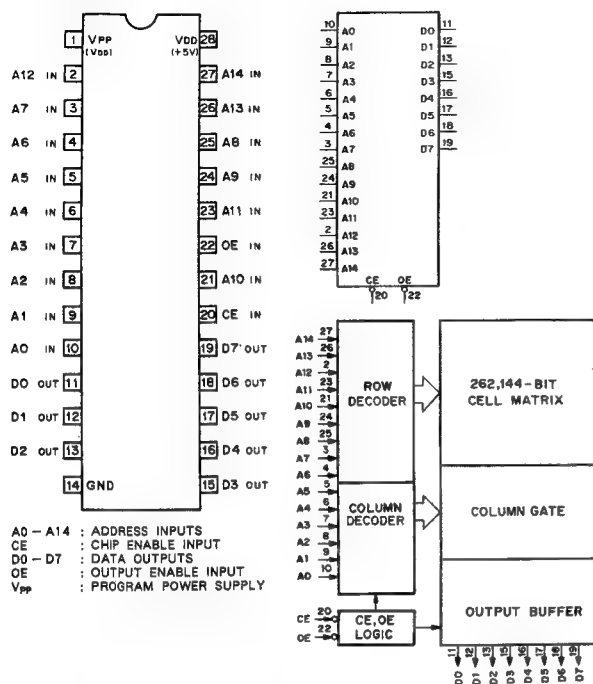 1 VPP VDD 28
(VDD) (+5V)
A12 IN 2 27 A14 IN
A7 IN 3 26 A13 IN
A6 IN 4 25 A8 IN
A5 IN 5 24 A9 IN
A4 IN 6 23 A11 IN
A3 IN 7 22 OE IN
A2 IN 8 21 A10 IN
A1 IN 9 20 CE IN
A0 IN 10 19 D7 OUT
D0 OUT 11 18 D6 OUT
D1 OUT 12 17 D5 OUT
D2 OUT 13 16 D4 OUT
14 GND 15 D3 OUT
A0 – A14 : ADDRESS INPUTS
CE : CHIP ENABLE INPUT
D0 – D7 : DATA OUTPUTS
OE : OUTPUT ENABLE INPUT
VPP : PROGRAM POWER SUPPLY
10 A0 D0 11
9 A1 D1 12
8 A2 D2 13
7 A3 D3 15
6 A4 D4 16
5 A5 D5 17
4 A6 D6 18
3 A7 D7 19
25 A8
24 A9
21 A10
23 A11
2 A12
26 A13
27 A14
CE OE
20 22
A14 27
A13 26
A12 2
A11 23
A10 21
A9 24
A8 25
A7 3
A6 4
A5 5
A4 6
A3 7
A2 8
A1 9
A0 10
ROW
DECODER
COLUMN
DECODER
262,144-BIT
CELL MATRIX
COLUMN GATE
OUTPUT BUFFER
CE 20
OE 22
CE, OE
LOGIC
11 12 13 15 16 17 18 19
D0 D1 D2 D3 D4 D5 D6 D7